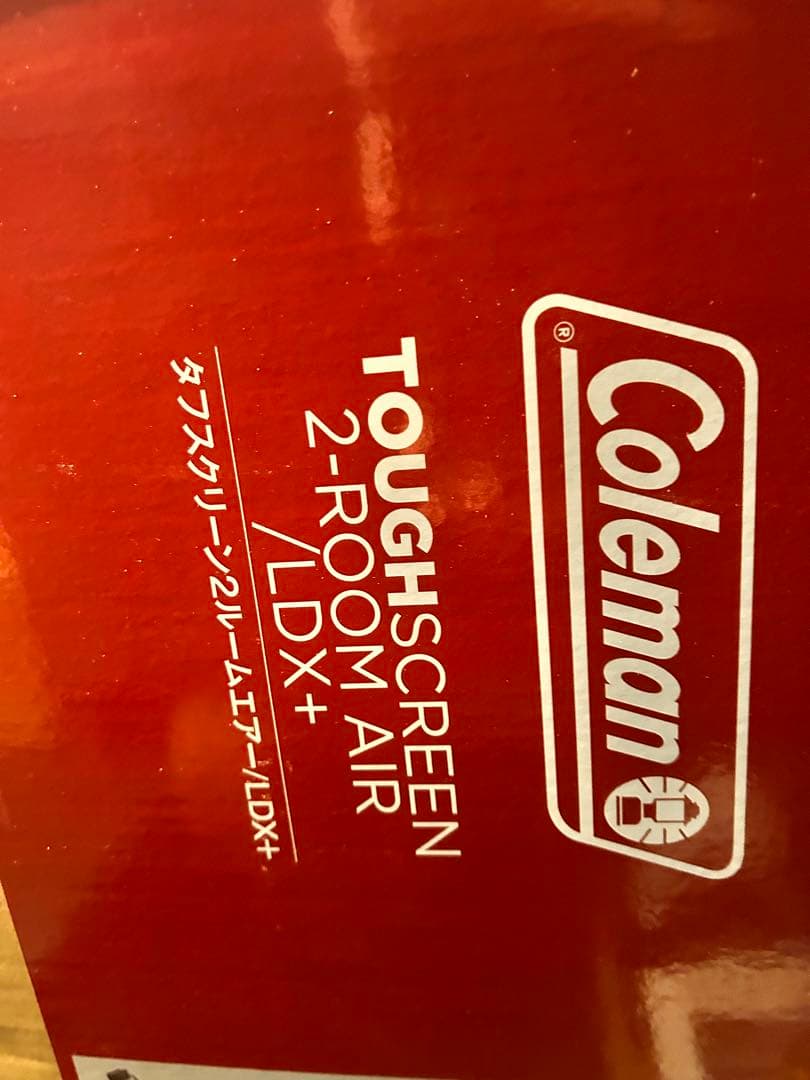 Coleman
®
TOUGHSCREEN
2-ROOM AIR
/LDX+
タフスクリーン2ルームエアー/LDX+